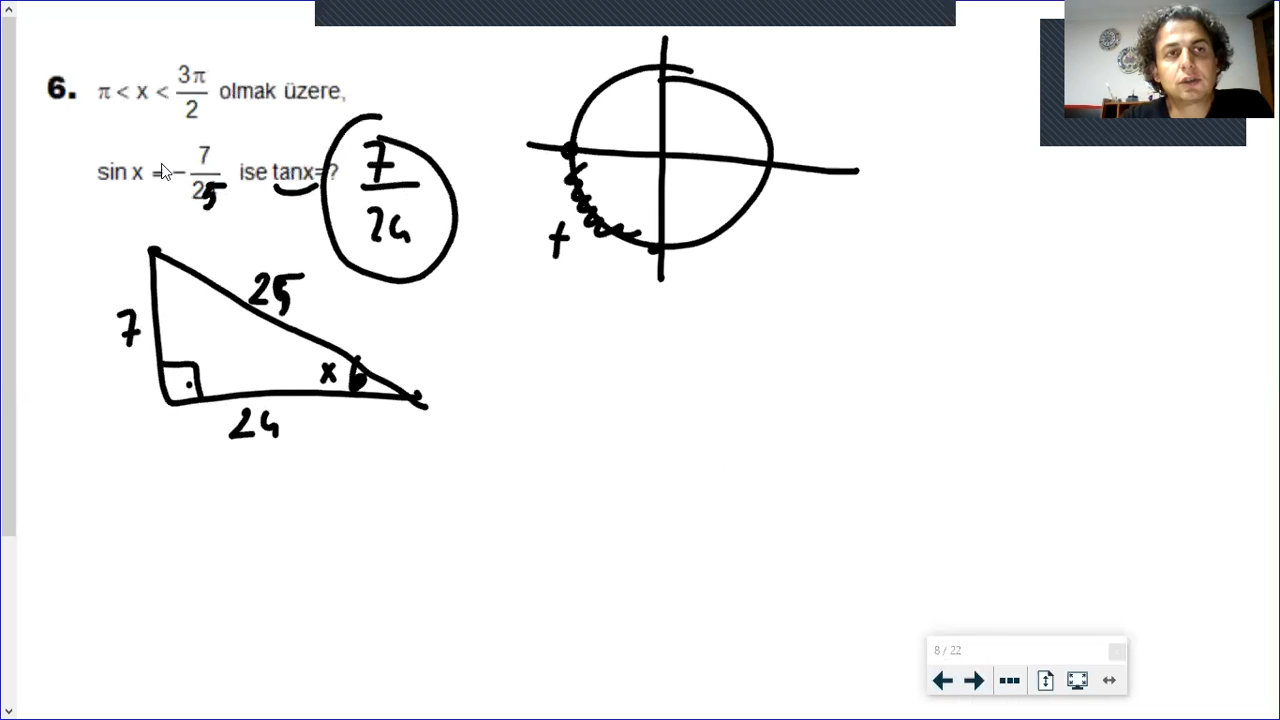 6. π < x < 3π/2 olmak üzere,
sin x = - 7/25 ise tanx=?
7/24
+
25
7
x
24
8 / 22